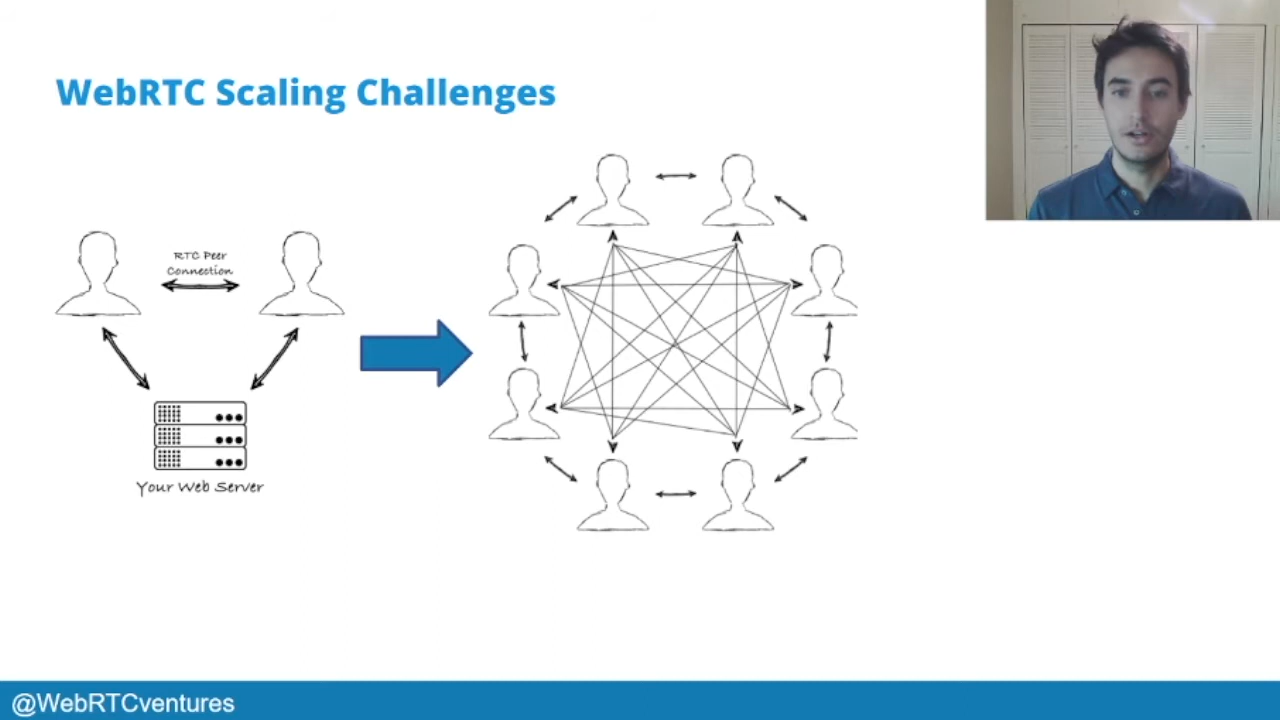 WebRTC Scaling Challenges
RTC Peer
Connection
Your Web Server
@WebRTCventures